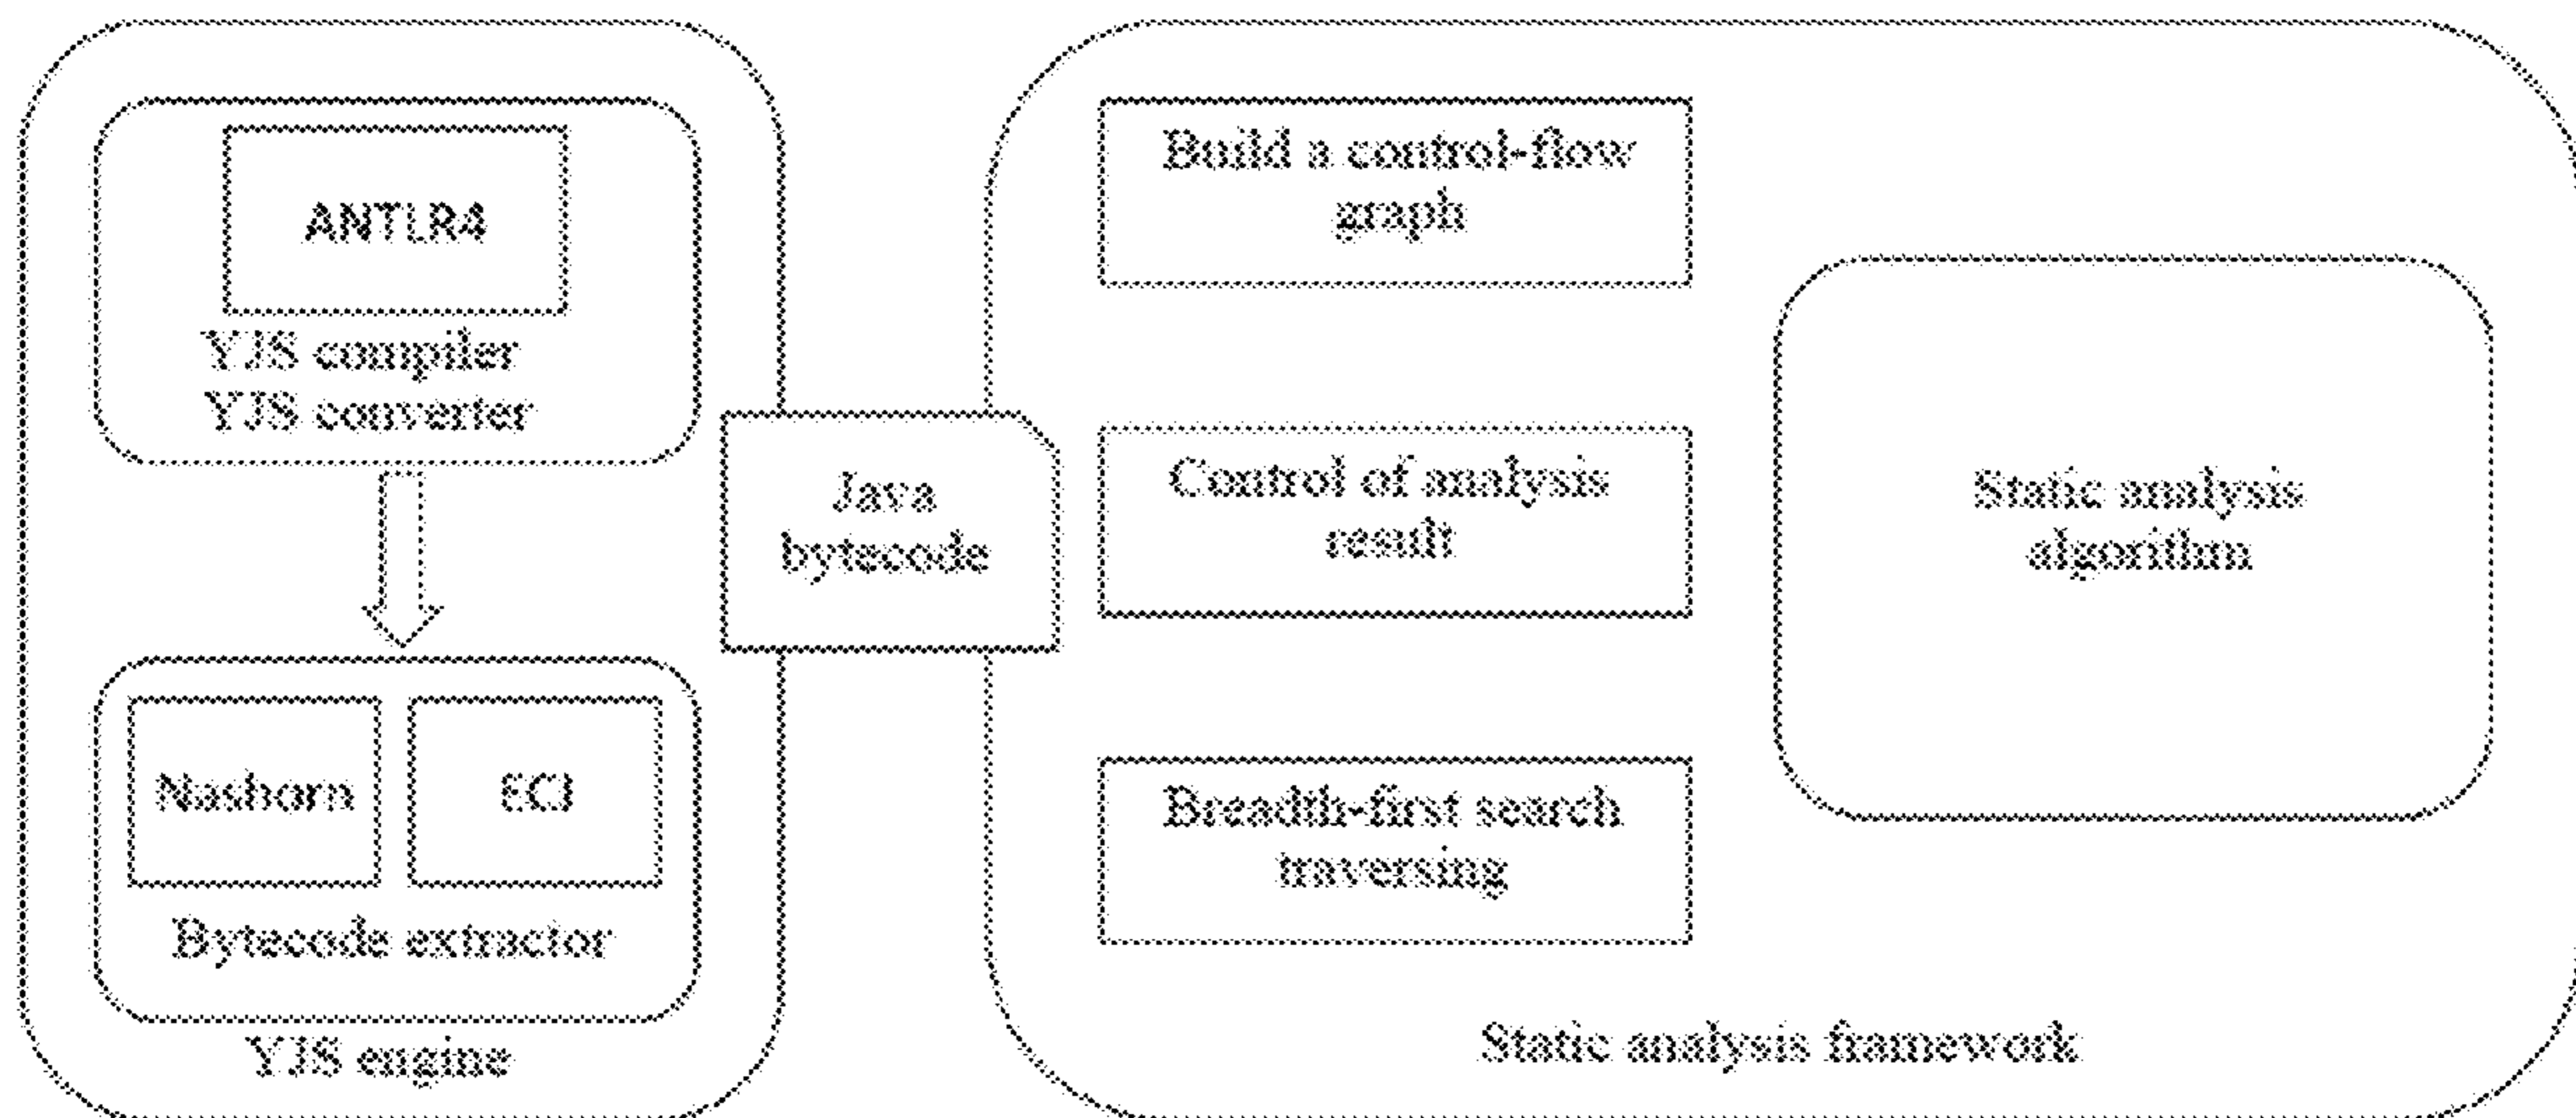 ANTLR4
YJS compiler
YJS converter
Nashorn
ECJ
Bytecode extractor
YJS engine
Java
bytecode
Build a control-flow
graph
Control of analysis
result
Breadth-first search
traversing
Static analysis
algorithm
Static analysis framework